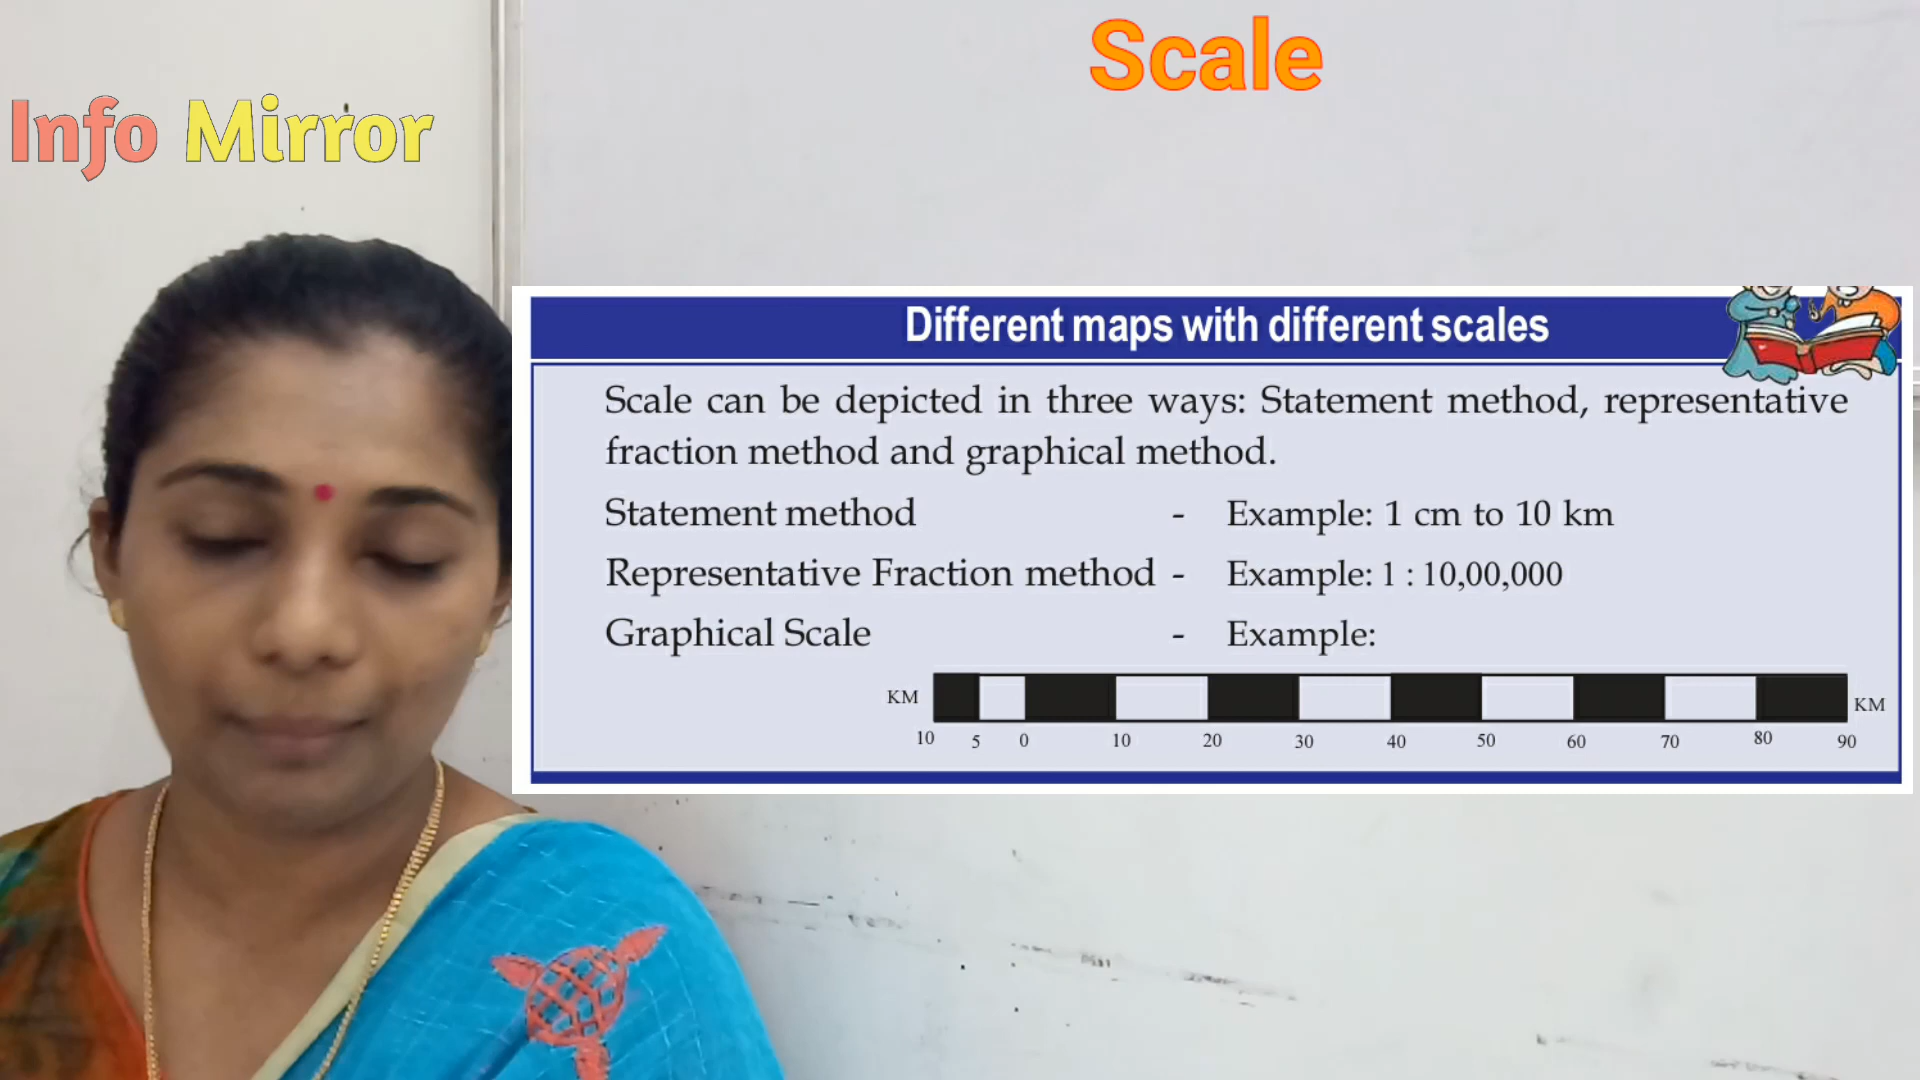 Scale
Info Mirror
Different maps with different scales
Scale can be depicted in three ways: Statement method, representative
fraction method and graphical method.
Statement method - Example: 1 cm to 10 km
Representative Fraction method - Example: 1 : 10,00,000
Graphical Scale - Example:
KM KM
10 5 0 10 20 30 40 50 60 70 80 90